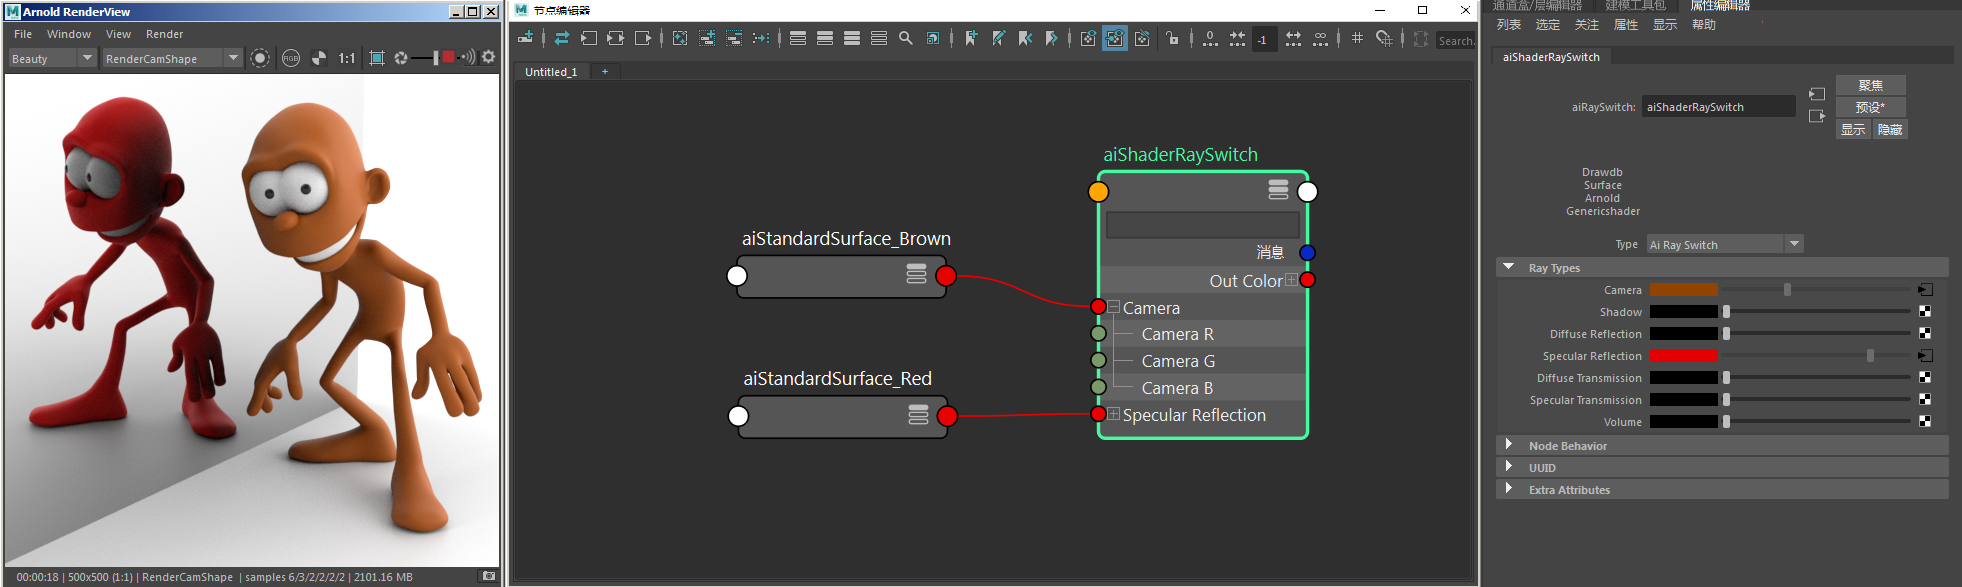 Arnold RenderView
File Window View Render
Beauty RenderCamShape RGB 1:1
00:00:18 | 500x500 (1:1) | RenderCamShape | samples 6/3/2/2/2/2 | 2101.16 MB
节点编辑器
0 -1 ∞ Search.
Untitled_1 +
aiStandardSurface_Brown
aiStandardSurface_Red
aiShaderRaySwitch
消息
Out Color
Camera
Camera R
Camera G
Camera B
Specular Reflection
通道盒/层编辑器 建模工具包 属性编辑器
列表 选定 关注 属性 显示 帮助
aiShaderRaySwitch
aiRaySwitch: aiShaderRaySwitch
聚焦
预设*
显示 隐藏
Drawdb
Surface
Arnold
Genericshader
Type Ai Ray Switch
Ray Types
Camera
Shadow
Diffuse Reflection
Specular Reflection
Diffuse Transmission
Specular Transmission
Volume
Node Behavior
UUID
Extra Attributes